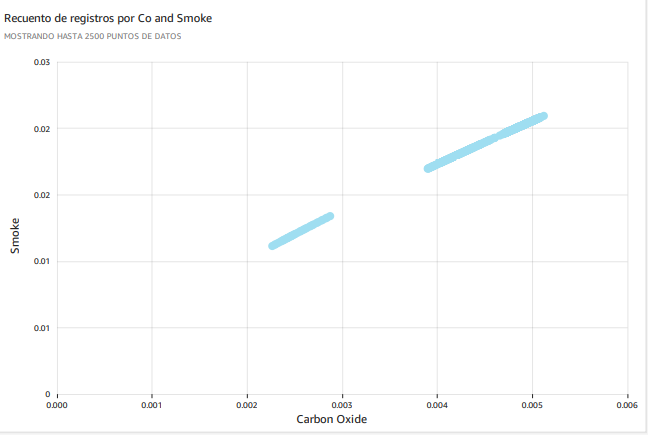 Recuento de registros por Co and Smoke
MOSTRANDO HASTA 2500 PUNTOS DE DATOS
0.03
0.02
0.02
0.01
0.01
0
Smoke
0.000 0.001 0.002 0.003 0.004 0.005 0.006
Carbon Oxide